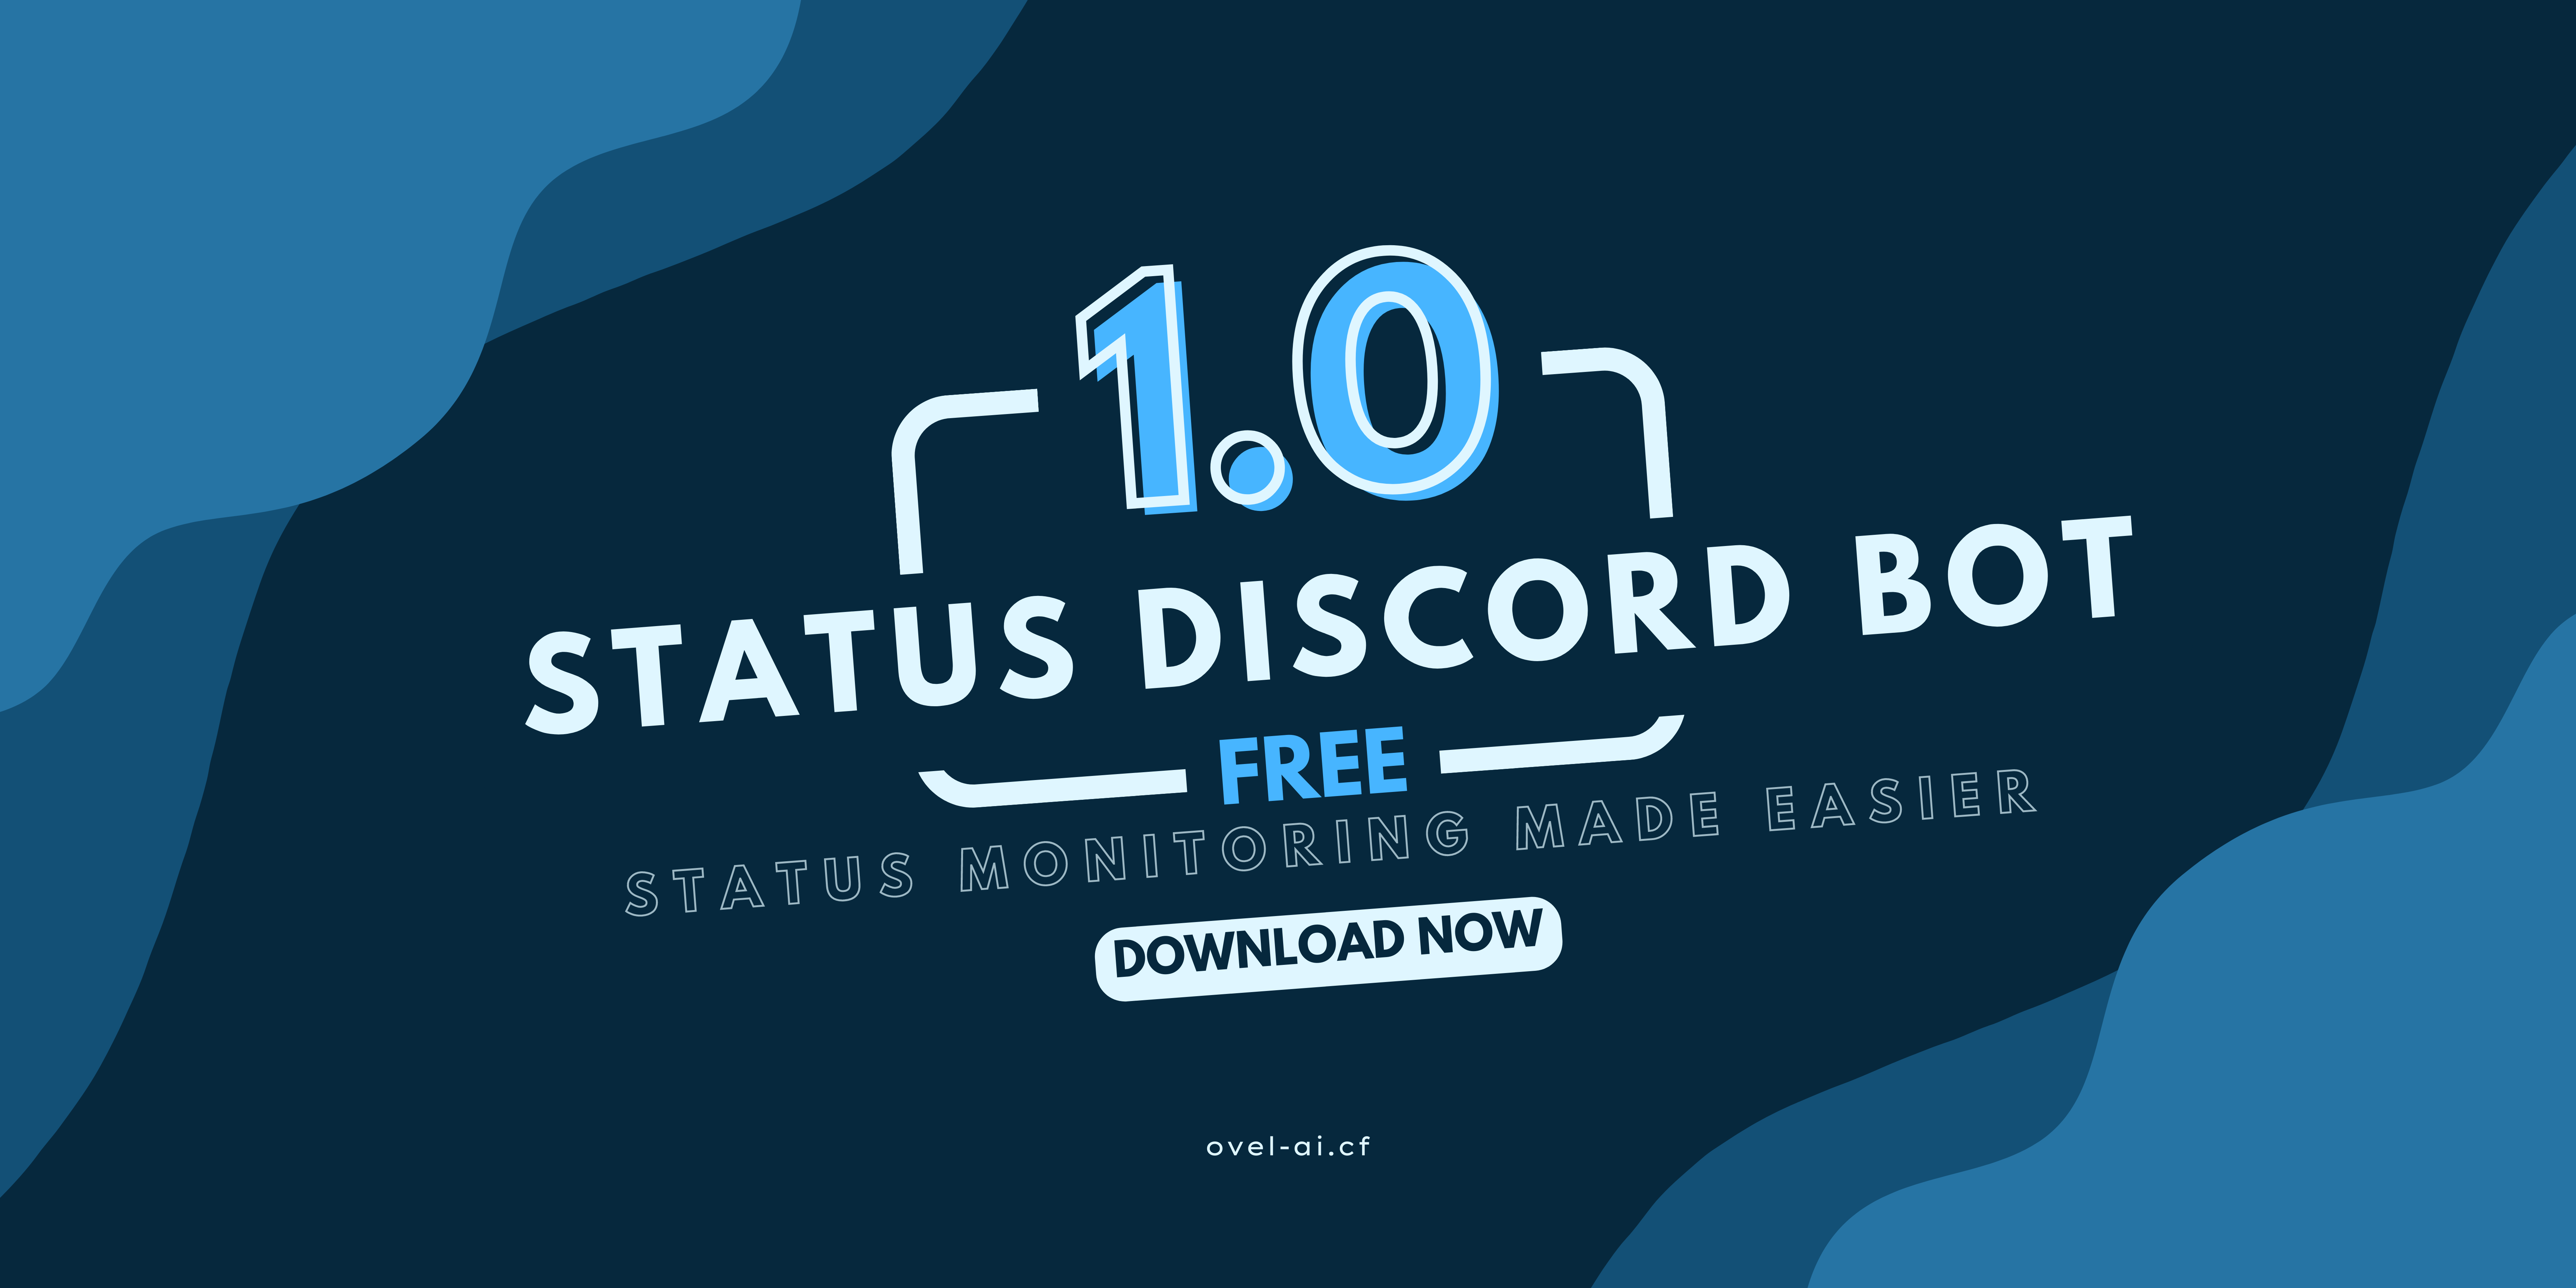 1.0
STATUS DISCORD BOT
FREE
STATUS MONITORING MADE EASIER
DOWNLOAD NOW
ovel-ai.cf